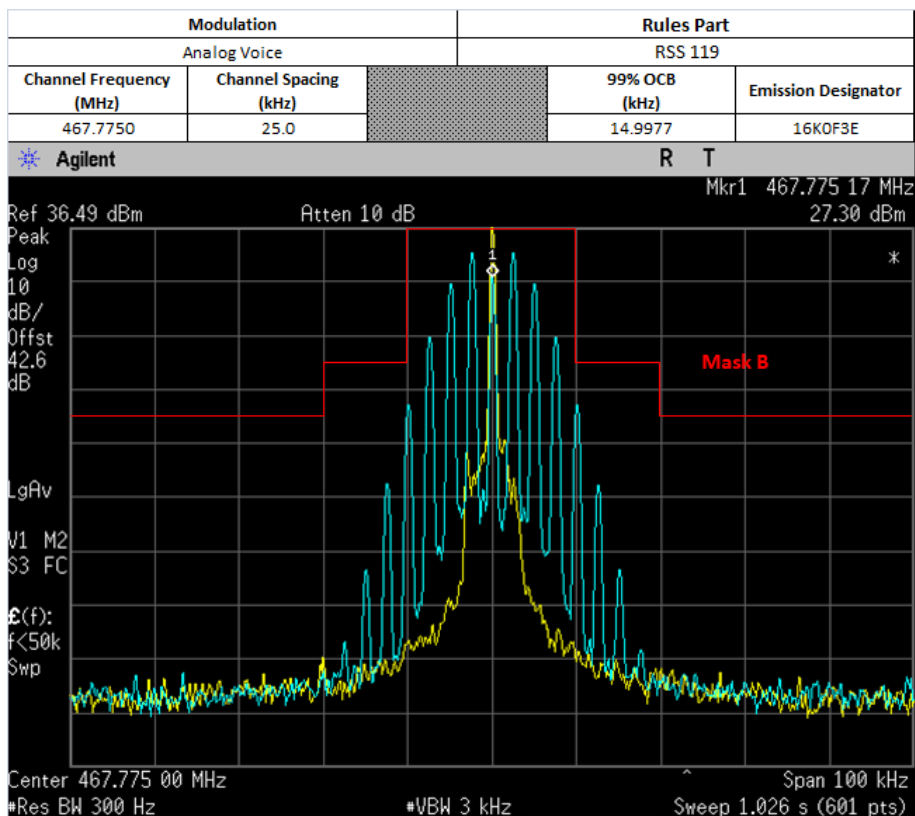 Modulation Rules Part
Analog Voice RSS 119
Channel Frequency (MHz) Channel Spacing (kHz) 99% OCB (kHz) Emission Designator
467.7750 25.0 14.9977 16K0F3E
Agilent R T
Mkr1 467.775 17 MHz
Ref 36.49 dBm Atten 10 dB 27.30 dBm
Peak
Log
10
dB/
Offst
42.6
dB
1
*
Mask B
LgAv
V1 M2
S3 FC
£(f):
f<50k
Swp
Center 467.775 00 MHz ^ Span 100 kHz
#Res BW 300 Hz #VBW 3 kHz Sweep 1.026 s (601 pts)